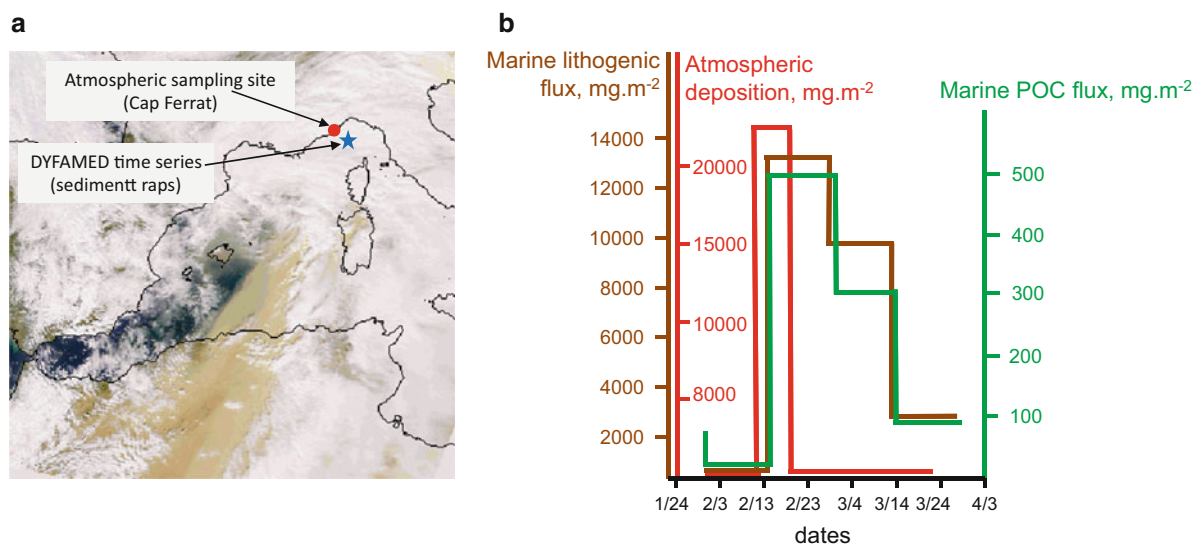 a
Atmospheric sampling site
(Cap Ferrat)
DYFAMED time series
(sedimentt raps)
b
Marine lithogenic
flux, mg.m-2
Atmospheric
deposition, mg.m-2
Marine POC flux, mg.m-2
14000
12000
10000
8000
6000
4000
2000
20000
15000
10000
8000
500
400
300
200
100
1/24 2/3 2/13 2/23 3/4 3/14 3/24 4/3
dates